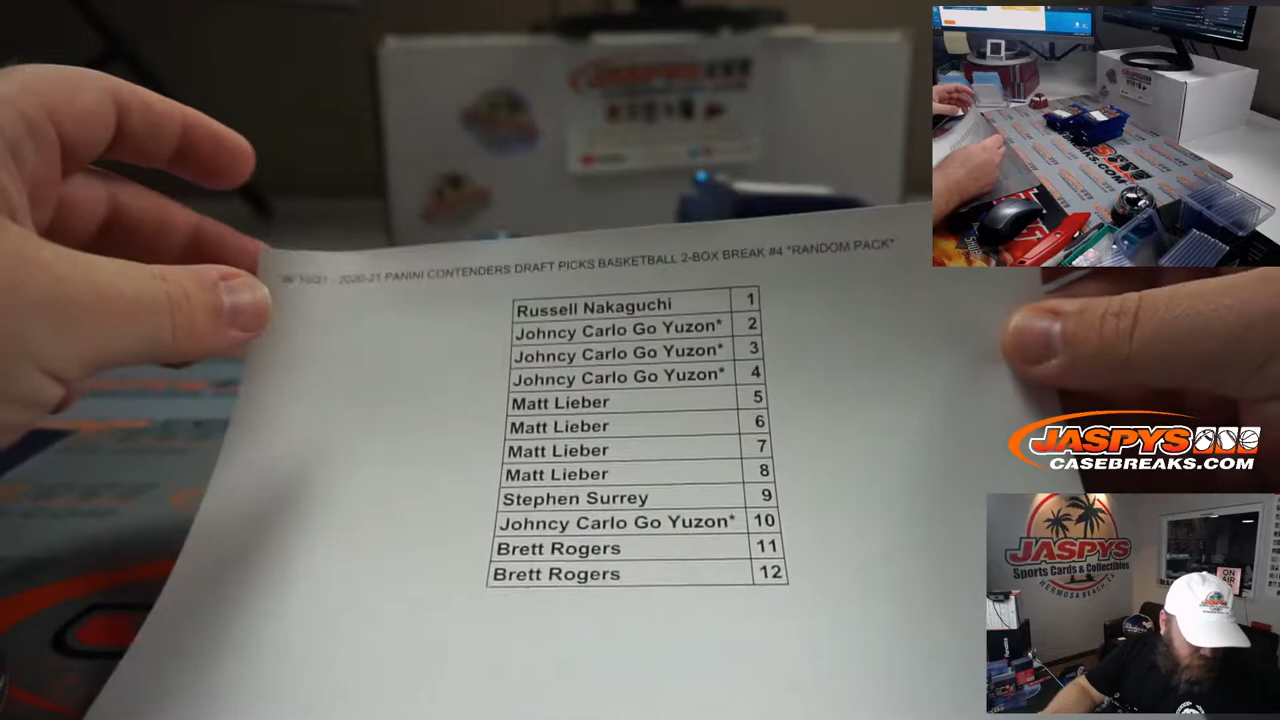 JASPYS
W 10/21 - 2020-21 PANINI CONTENDERS DRAFT PICKS BASKETBALL 2-BOX BREAK #4 *RANDOM PACK*
Russell Nakaguchi 1
Johncy Carlo Go Yuzon* 2
Johncy Carlo Go Yuzon* 3
Johncy Carlo Go Yuzon* 4
Matt Lieber 5
Matt Lieber 6
Matt Lieber 7
Matt Lieber 8
Stephen Surrey 9
Johncy Carlo Go Yuzon* 10
Brett Rogers 11
Brett Rogers 12
JASPYS
CASEBREAKS.COM
JASPYS
Sports Cards & Collectibles
HERMOSA BEACH, CA
ON
AIR